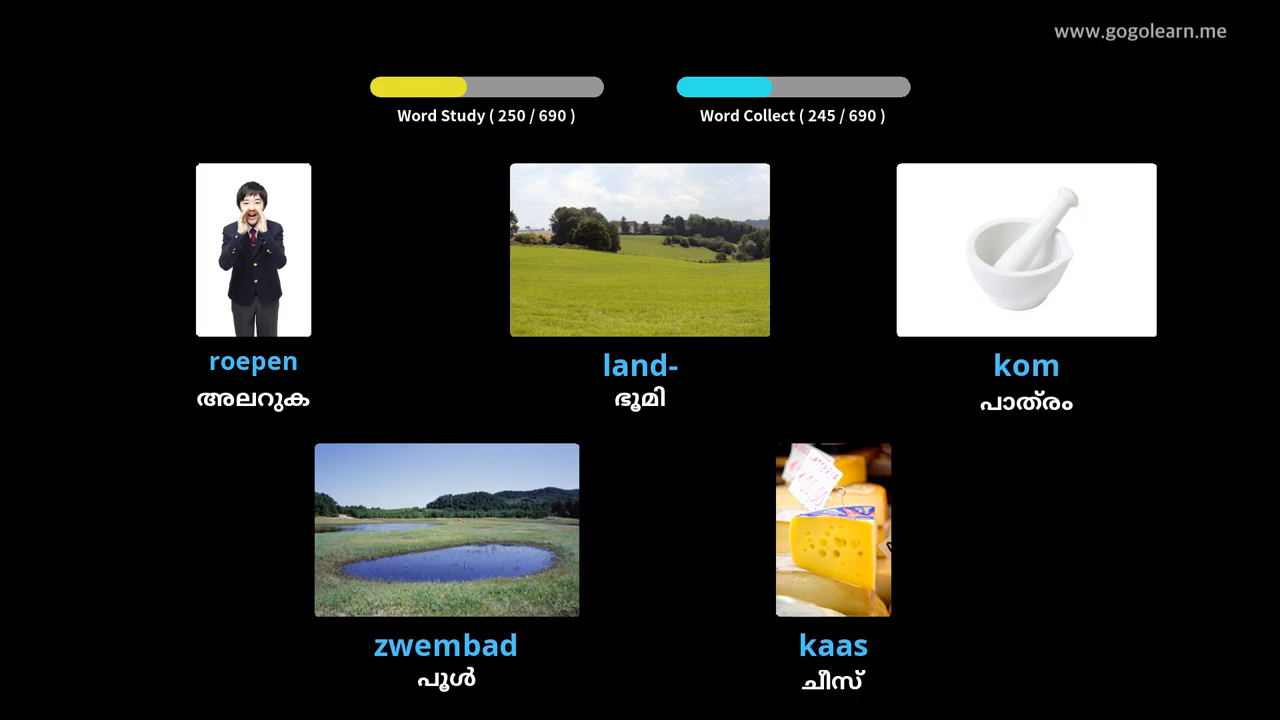 www.gogolearn.me
Word Study ( 250 / 690 )
Word Collect ( 245 / 690 )
roepen
അലറുക
land-
ഭൂമി
kom
പാത്രം
zwembad
പൂൾ
kaas
ചീസ്